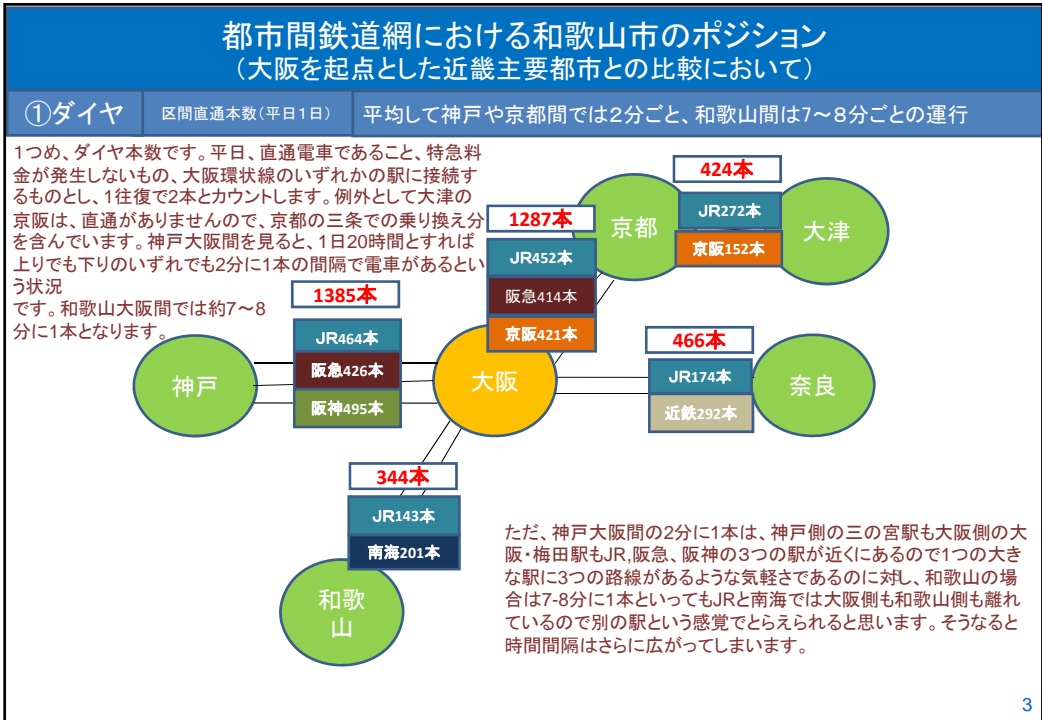 都市間鉄道網における和歌山市のポジション
（大阪を起点とした近畿主要都市との比較において）
①ダイヤ
区間直通本数(平日1日)
平均して神戸や京都間では2分ごと、和歌山間は7～8分ごとの運行
1つめ、ダイヤ本数です。平日、直通電車であること、特急料
金が発生しないもの、大阪環状線のいずれかの駅に接続す
るものとし、1往復で2本とカウントします。例外として大津の
京阪は、直通がありませんので、京都の三条での乗り換え分
を含んでいます。神戸大阪間を見ると、1日20時間とすれば
上りでも下りのいずれでも2分に1本の間隔で電車があるとい
う状況
です。和歌山大阪間では約7～8
分に1本となります。
424本
JR272本
京阪152本
京都
大津
1287本
JR452本
阪急414本
京阪421本
1385本
JR464本
阪急426本
阪神495本
神戸
大阪
466本
JR174本
近鉄292本
奈良
344本
JR143本
南海201本
和歌
山
ただ、神戸大阪間の2分に1本は、神戸側の三の宮駅も大阪側の大
阪・梅田駅もJR,阪急、阪神の3つの駅が近くにあるので1つの大き
な駅に3つの路線があるような気軽さであるのに対し、和歌山の場
合は7-8分に1本といってもJRと南海では大阪側も和歌山側も離れ
ているので別の駅という感覚でとらえられると思います。そうなると
時間間隔はさらに広がってしまいます。
3